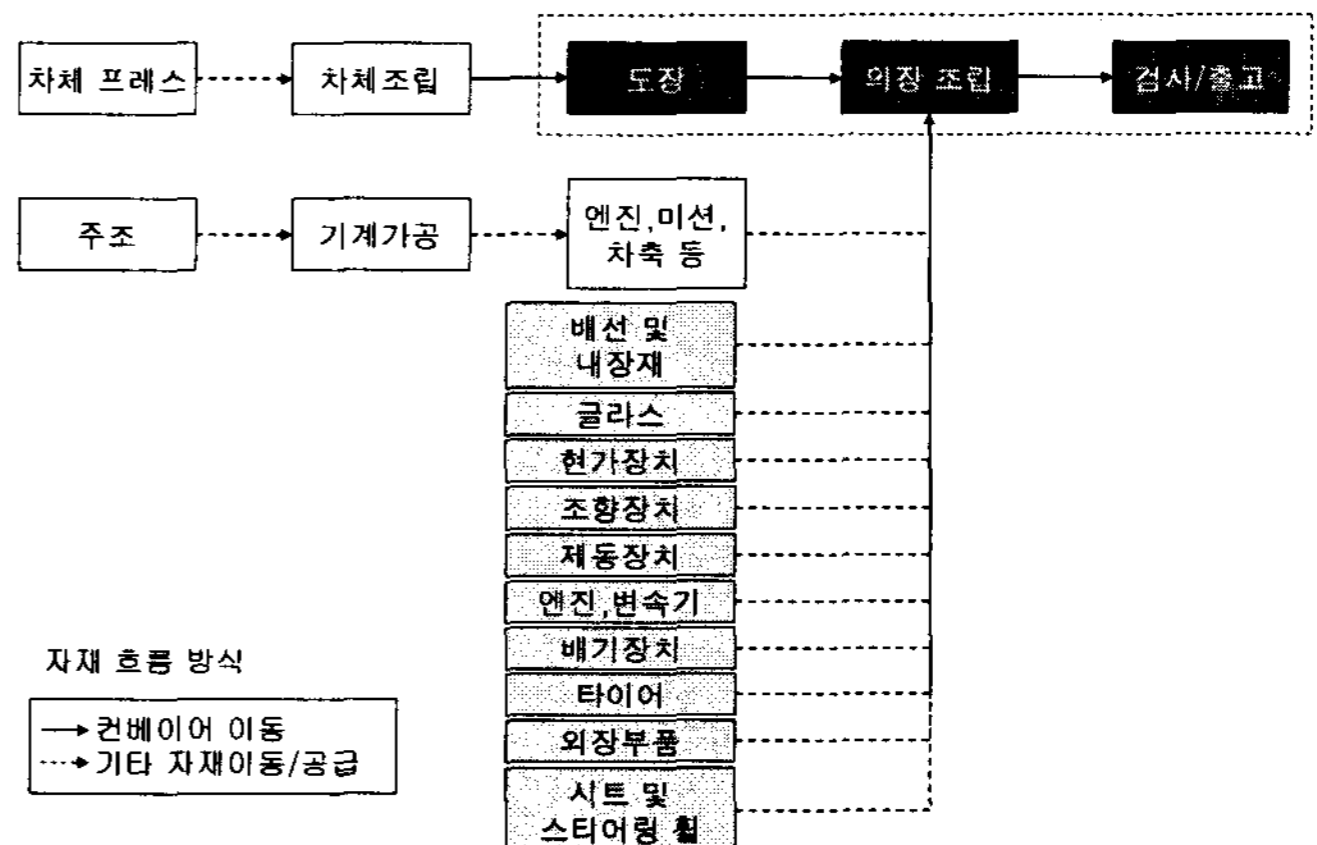 차체 프레스
차체조립
도장
의장 조립
검사/출고
주조
기계가공
엔진,미션,
차축 등
배선 및
내장재
글라스
현가장치
조향장치
제동장치
엔진,변속기
배기장치
타이어
외장부품
시트 및
스티어링 휠
자재 흐름 방식
컨베이어 이동
기타 자재이동/공급